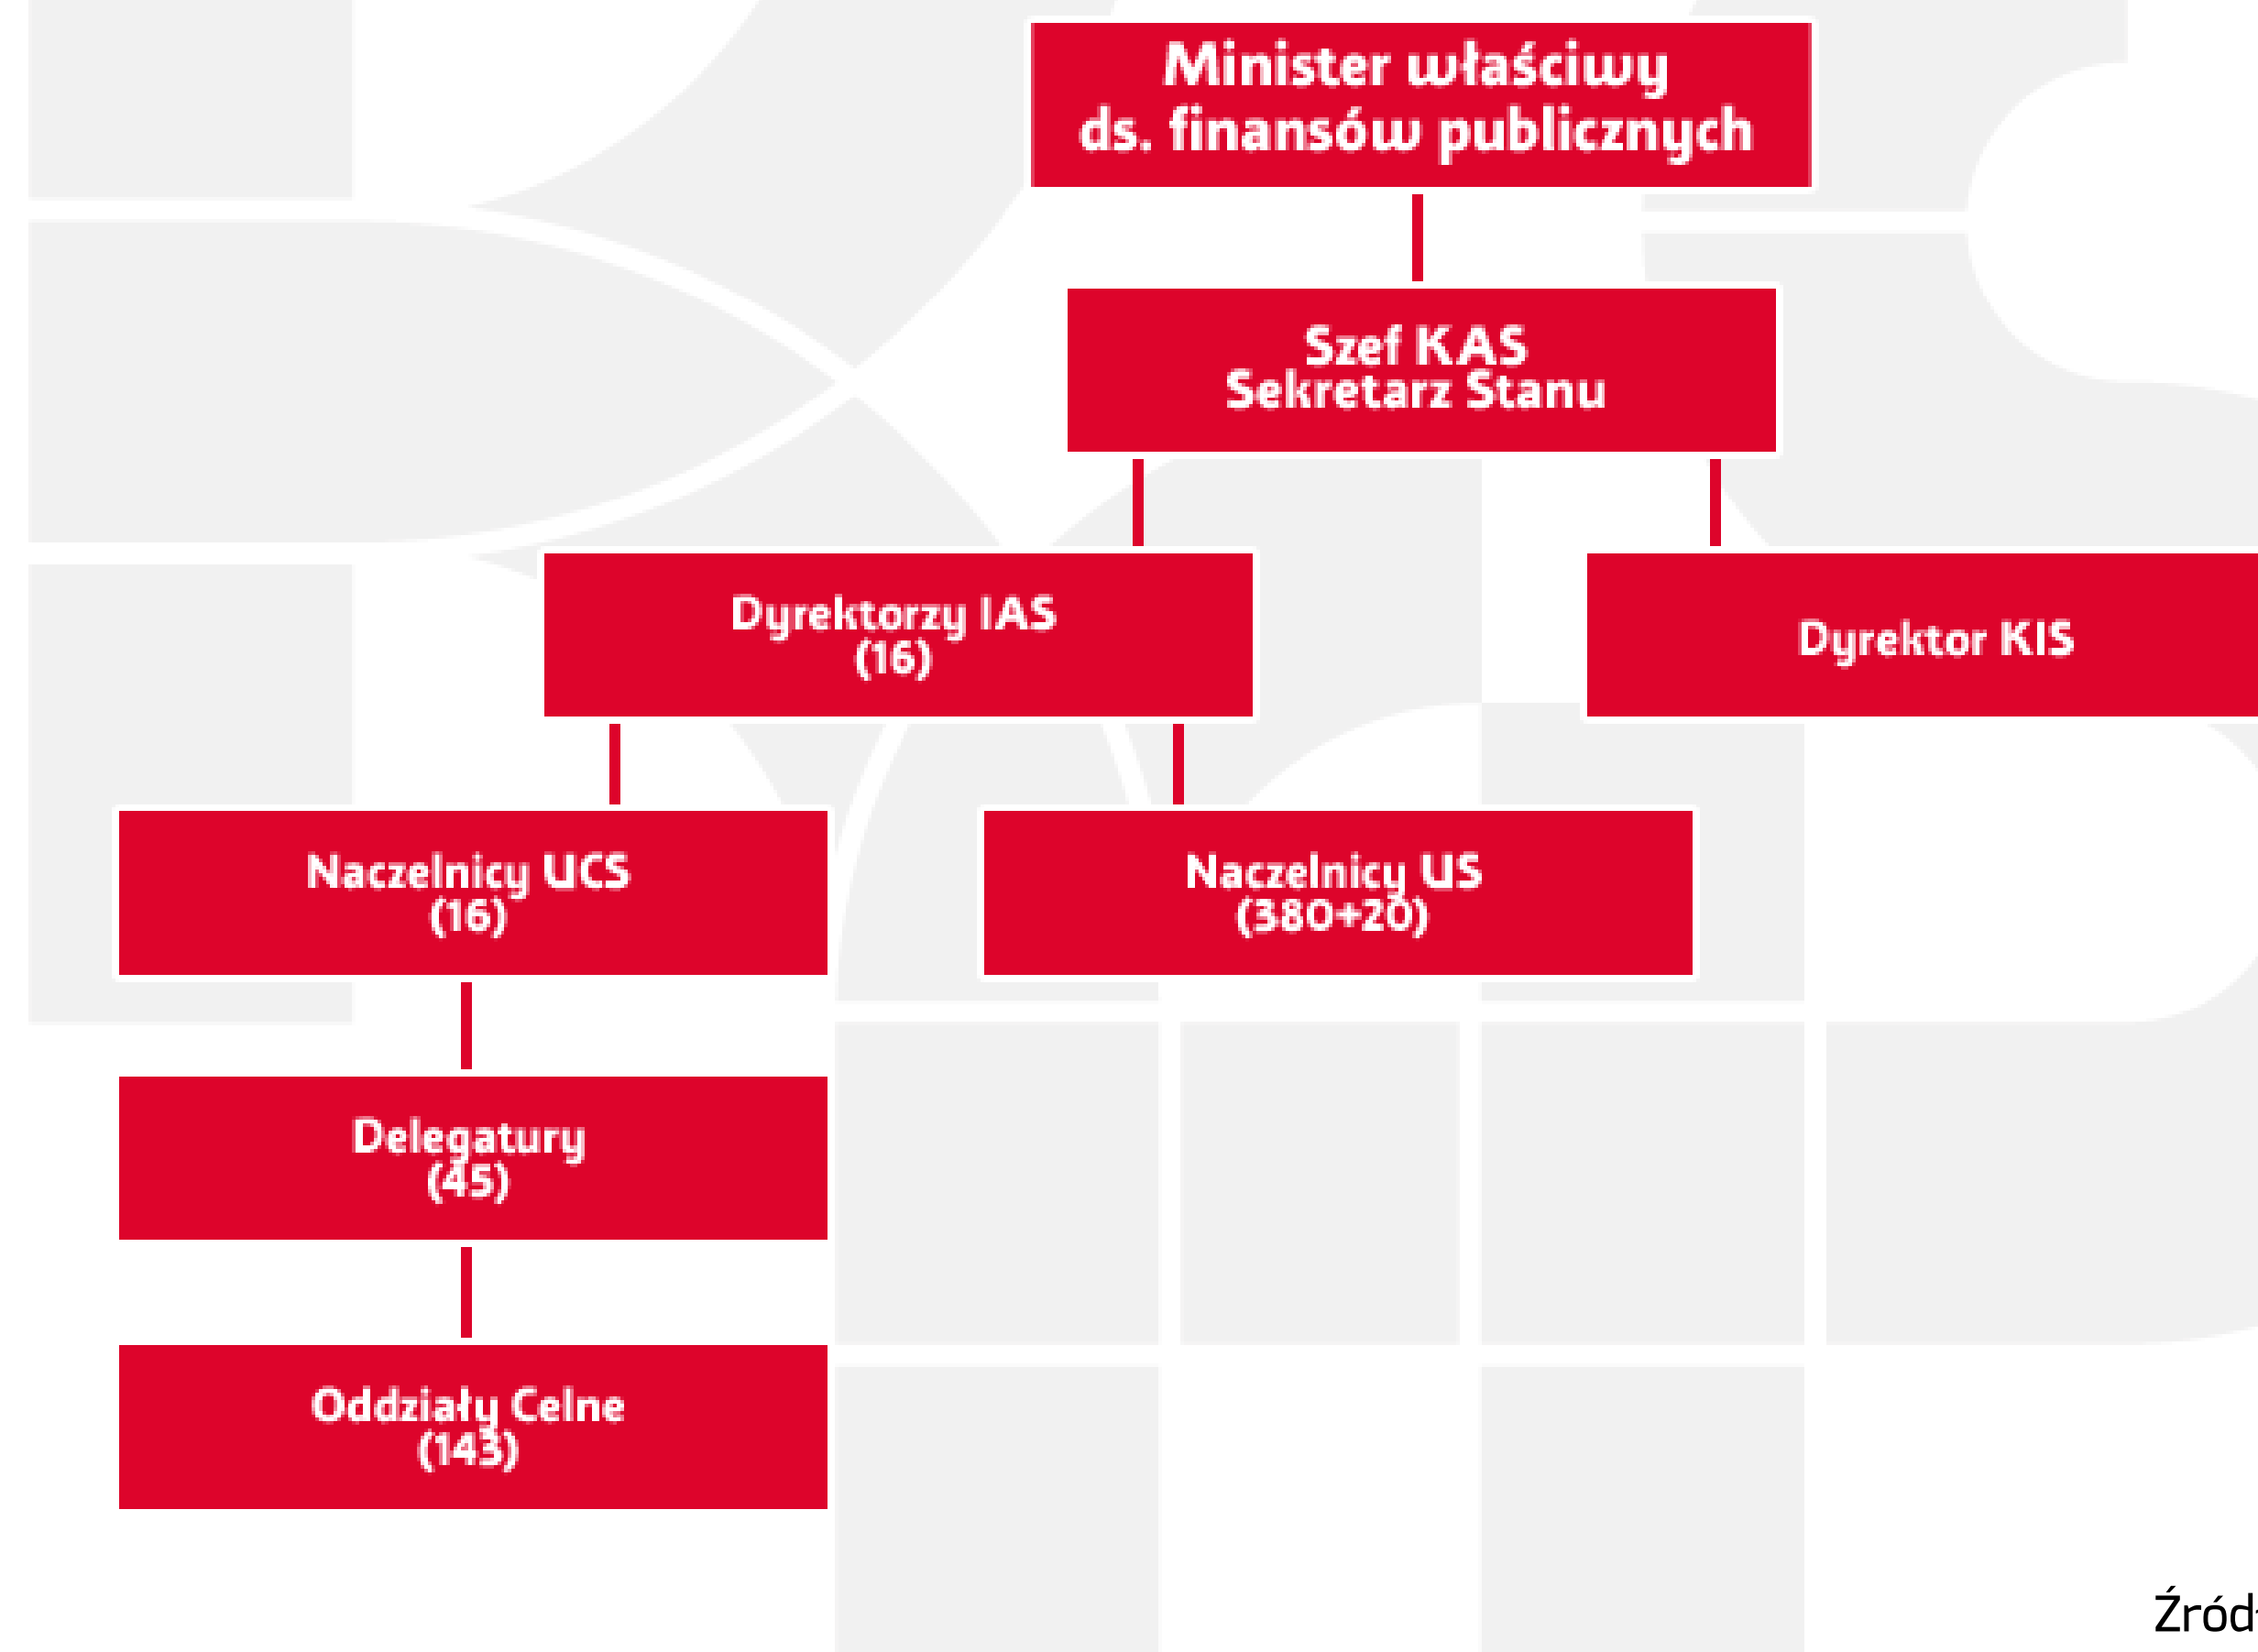 Minister właściwy
ds. finansów publicznych
Szef KAS
Sekretarz Stanu
Dyrektorzy IAS
(16)
Dyrektor KIS
Naczelnicy UCS
(16)
Naczelnicy US
(380+20)
Delegatury
(45)
Oddziały Celne
(143)